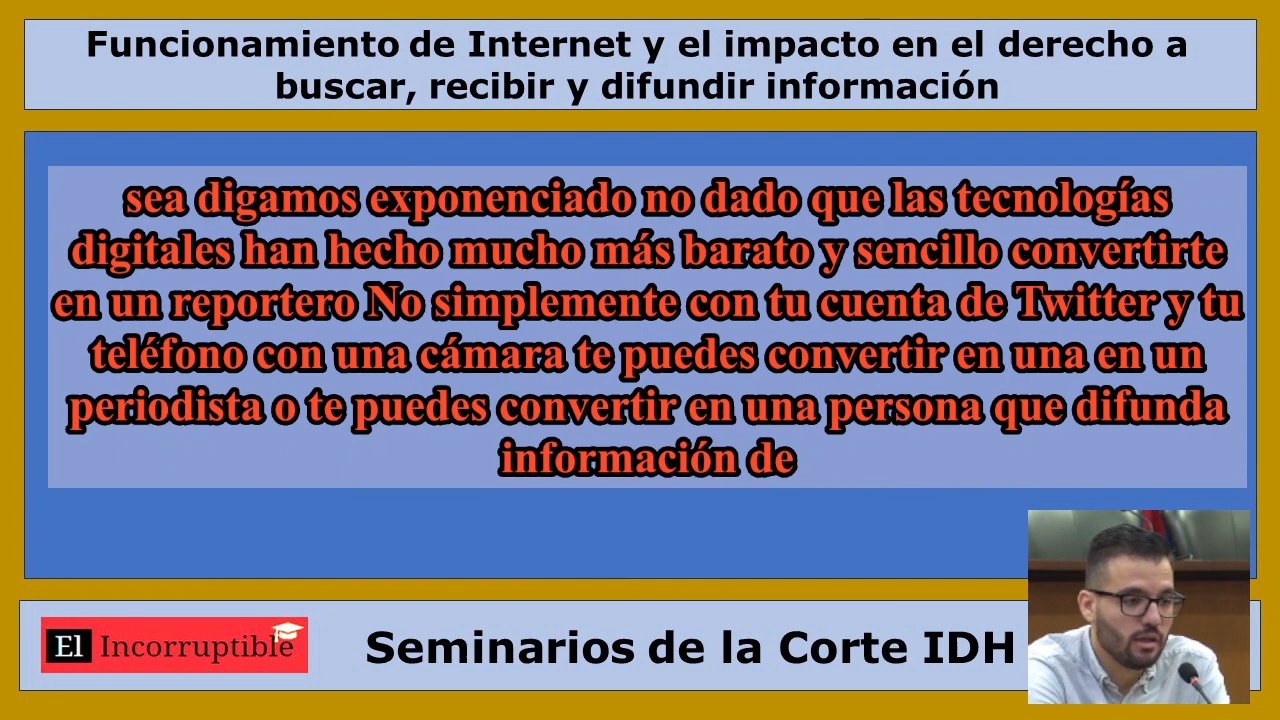 Funcionamiento de Internet y el impacto en el derecho a
buscar, recibir y difundir información
sea digamos exponenciado no dado que las tecnologías
digitales han hecho mucho más barato y sencillo convertirte
en un reportero No simplemente con tu cuenta de Twitter y tu
teléfono con una cámara te puedes convertir en una en un
periodista o te puedes convertir en una persona que difunda
información de
El Incorruptible
Seminarios de la Corte IDH